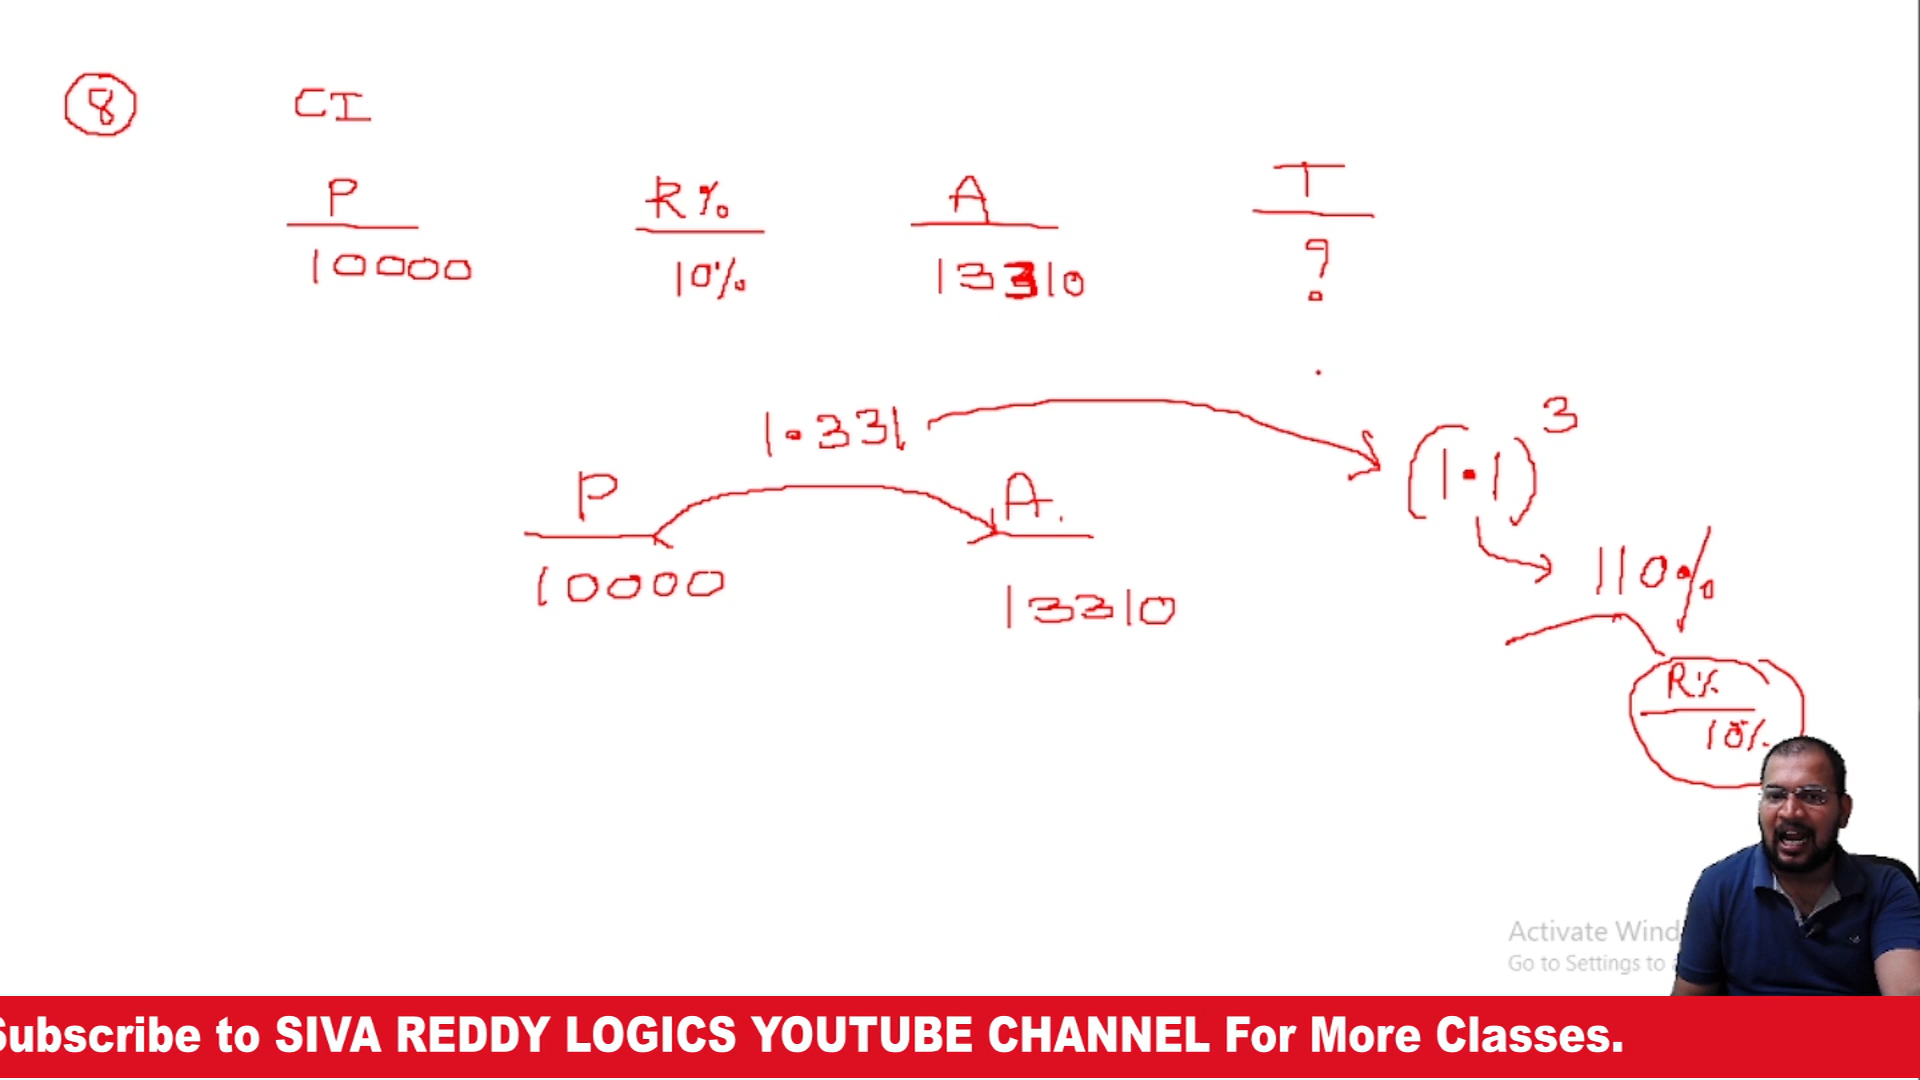 8 CI
P R% A T
10000 10% 13310 ?
1.331 (1.1)³
P A.
110%
10000 13310
R%
10%
Activate Wind
Go to Settings to
Subscribe to SIVA REDDY LOGICS YOUTUBE CHANNEL For More Classes.